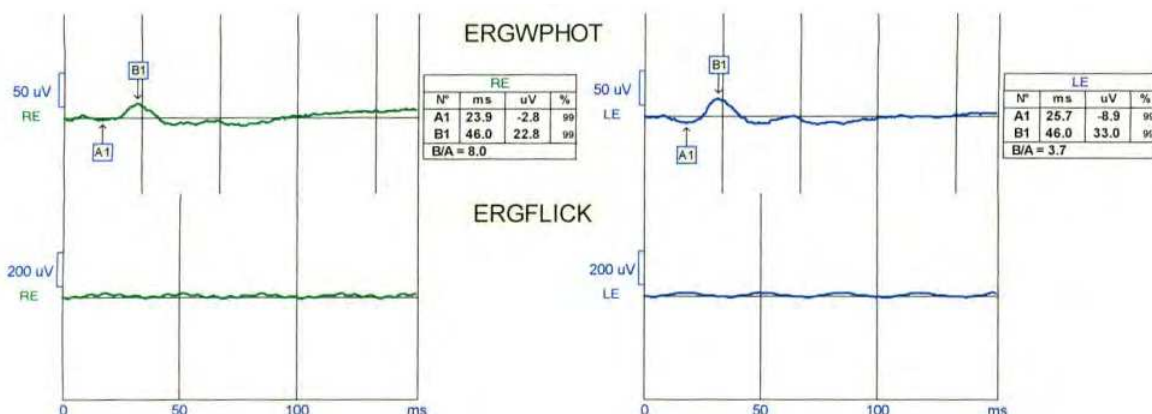 ERGWPHOT
50 uV
RE
B1
A1
RE
N° ms uV %
A1 23.9 -2.8 99
B1 46.0 22.8 99
B/A = 8.0
50 uV
LE
B1
A1
LE
N° ms uV %
A1 25.7 -8.9 99
B1 46.0 33.0 99
B/A = 3.7
ERGFLICK
200 uV
RE
0 50 100 ms
200 uV
LE
0 50 100 ms